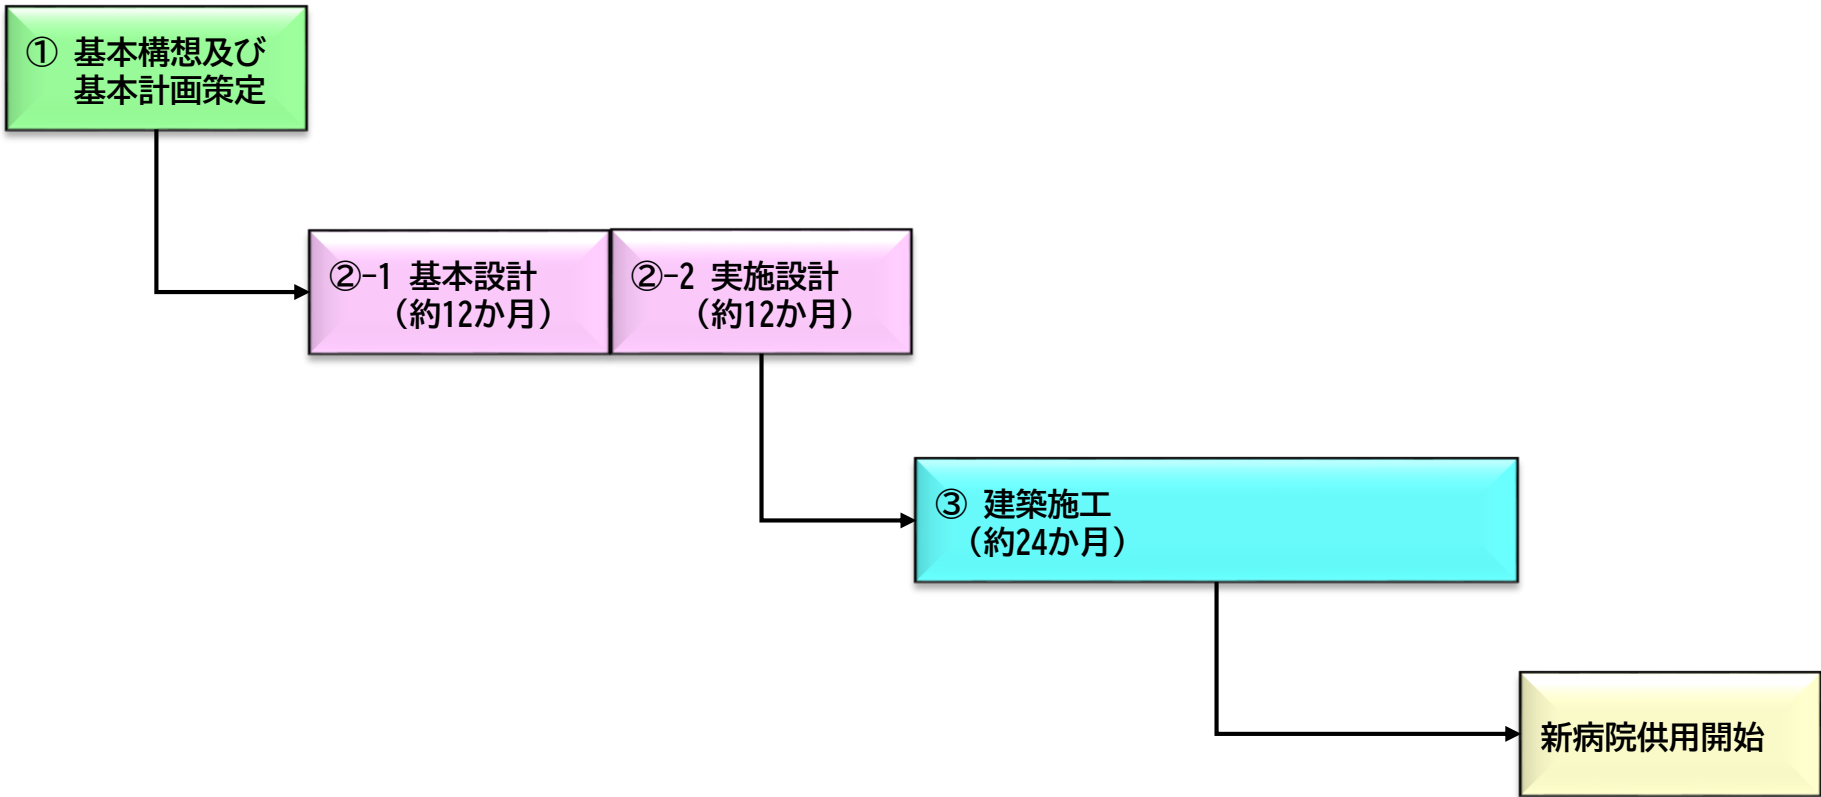 ① 基本構想及び
基本計画策定
②-1 基本設計
（約12か月）
②-2 実施設計
（約12か月）
③ 建築施工
（約24か月）
新病院供用開始